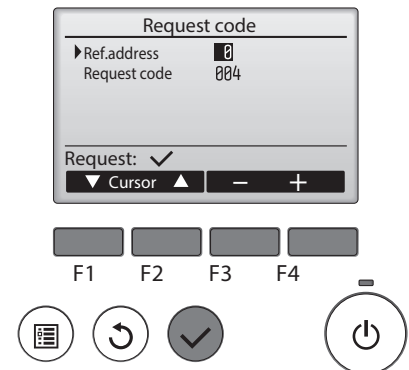 Request code
Ref.address 0
Request code 004
Request: ✓
▼ Cursor ▲ − +
F1 F2 F3 F4